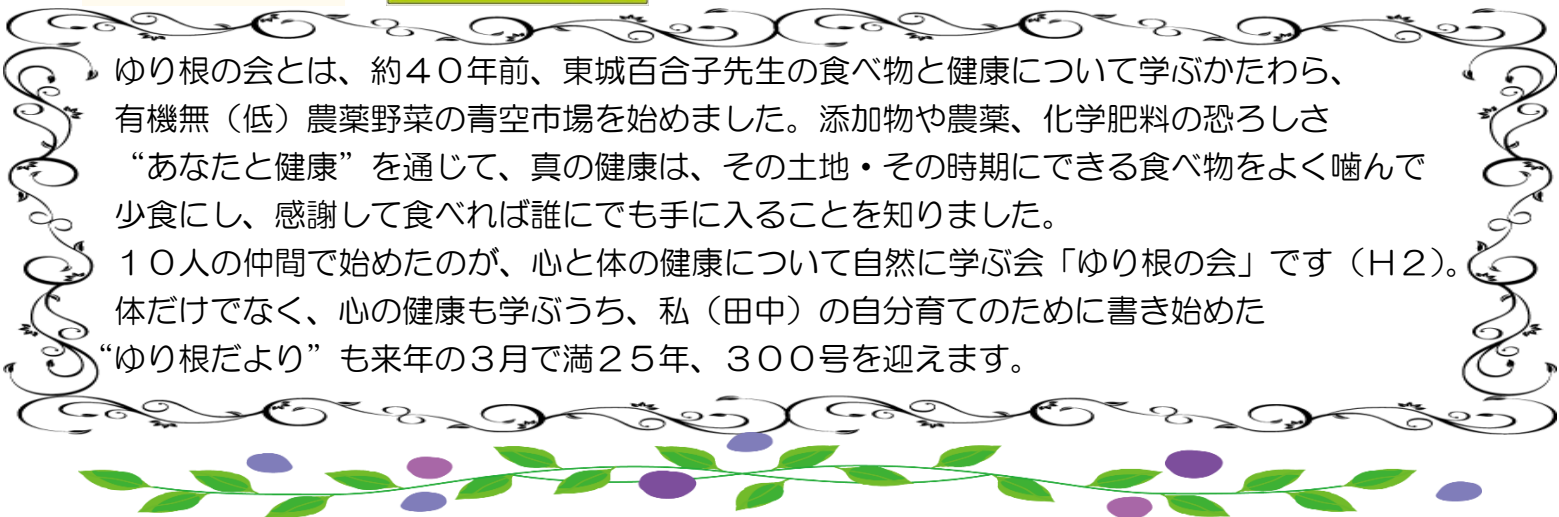 ゆり根の会とは、約４０年前、東城百合子先生の食べ物と健康について学ぶかたわら、
有機無（低）農薬野菜の青空市場を始めました。添加物や農薬、化学肥料の恐ろしさ
“あなたと健康”を通じて、真の健康は、その土地・その時期にできる食べ物をよく噛んで
少食にし、感謝して食べれば誰にでも手に入ることを知りました。
１０人の仲間で始めたのが、心と体の健康について自然に学ぶ会「ゆり根の会」です（Ｈ２）。
体だけでなく、心の健康も学ぶうち、私（田中）の自分育てのために書き始めた
“ゆり根だより”も来年の３月で満２５年、３００号を迎えます。